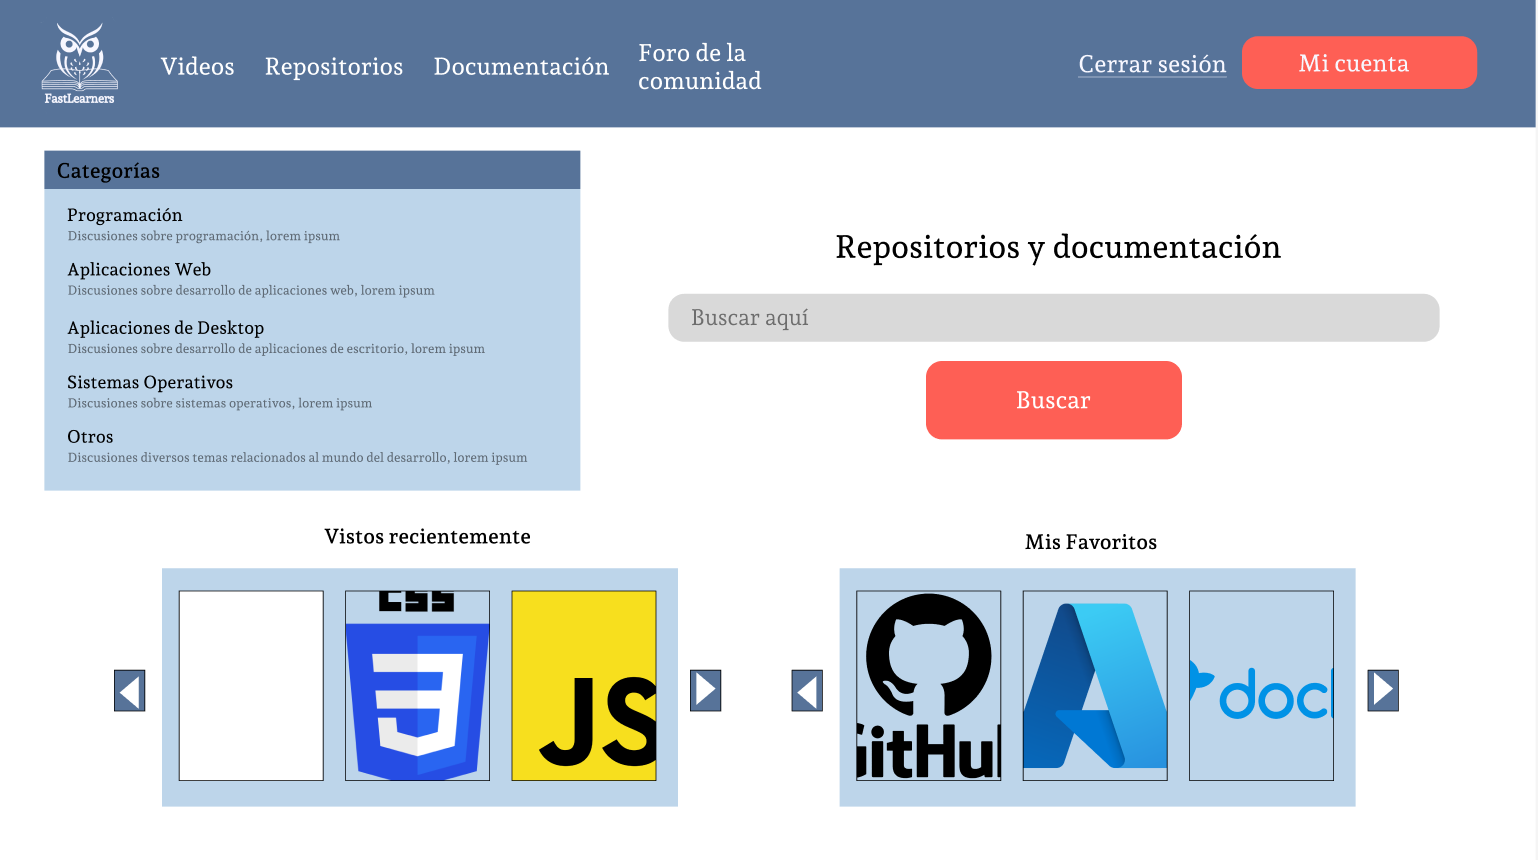 FastLearners
Videos
Repositorios
Documentación
Foro de la
comunidad
Cerrar sesión
Mi cuenta
Categorías
Programación
Discusiones sobre programación, lorem ipsum
Aplicaciones Web
Discusiones sobre desarrollo de aplicaciones web, lorem ipsum
Aplicaciones de Desktop
Discusiones sobre desarrollo de aplicaciones de escritorio, lorem ipsum
Sistemas Operativos
Discusiones sobre sistemas operativos, lorem ipsum
Otros
Discusiones diversos temas relacionados al mundo del desarrollo, lorem ipsum
Repositorios y documentación
Buscar aquí
Buscar
Vistos recientemente
CSS
3
JS
Mis Favoritos
GitHub
dock